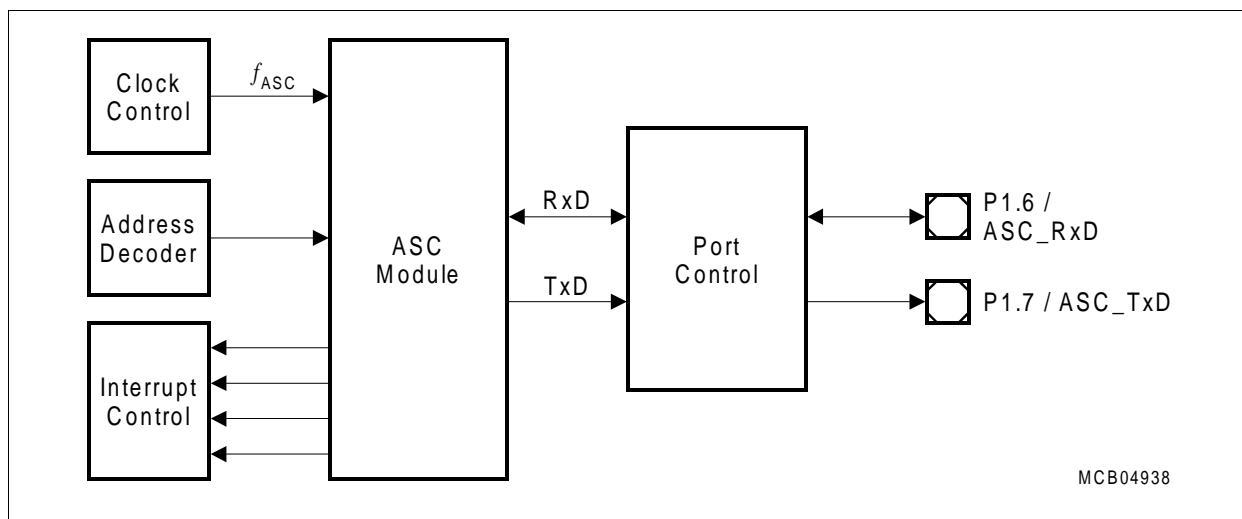 Clock
Control
fASC
Address
Decoder
Interrupt
Control
ASC
Module
RxD
TxD
Port
Control
P1.6 /
ASC_RxD
P1.7 / ASC_TxD
MCB04938